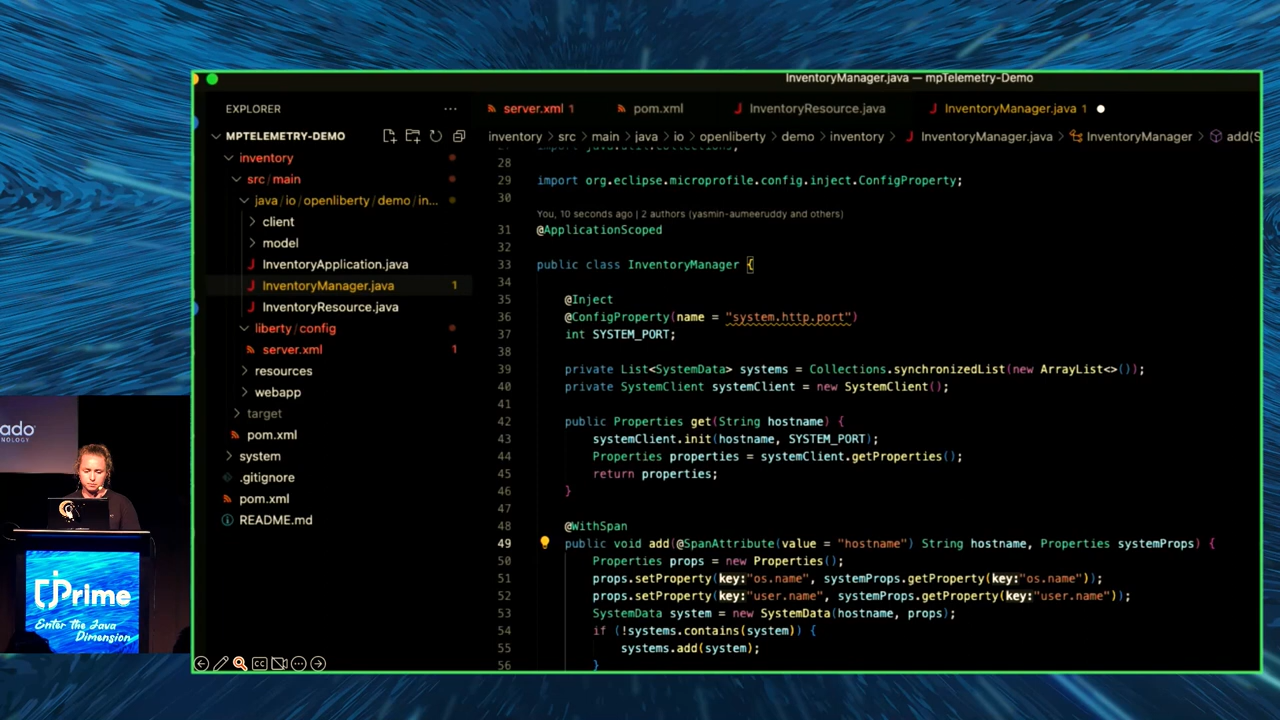 InventoryManager.java — mpTelemetry-Demo
EXPLORER
server.xml 1
pom.xml
InventoryResource.java
InventoryManager.java 1
MPTELEMETRY-DEMO
inventory > src > main > java > io > openliberty > demo > inventory > InventoryManager.java > InventoryManager > add(S
inventory
src / main
java / io / openliberty / demo / in...
client
model
InventoryApplication.java
InventoryManager.java 1
InventoryResource.java
liberty / config
server.xml 1
resources
webapp
target
pom.xml
system
.gitignore
pom.xml
README.md
28
29 import org.eclipse.microprofile.config.inject.ConfigProperty;
30
You, 10 seconds ago | 2 authors (yasmin-aumeeruddy and others)
31 @ApplicationScoped
32
33 public class InventoryManager {
34
35 @Inject
36 @ConfigProperty(name = "system.http.port")
37 int SYSTEM_PORT;
38
39 private List<SystemData> systems = Collections.synchronizedList(new ArrayList<>());
40 private SystemClient systemClient = new SystemClient();
41
42 public Properties get(String hostname) {
43 systemClient.init(hostname, SYSTEM_PORT);
44 Properties properties = systemClient.getProperties();
45 return properties;
46 }
47
48 @WithSpan
49 public void add(@SpanAttribute(value = "hostname") String hostname, Properties systemProps) {
50 Properties props = new Properties();
51 props.setProperty(key:"os.name", systemProps.getProperty(key:"os.name"));
52 props.setProperty(key:"user.name", systemProps.getProperty(key:"user.name"));
53 SystemData system = new SystemData(hostname, props);
54 if (!systems.contains(system)) {
55 systems.add(system);
56 }
CC
ado
NOLOGY
jPrime
Enter the Java
Dimension